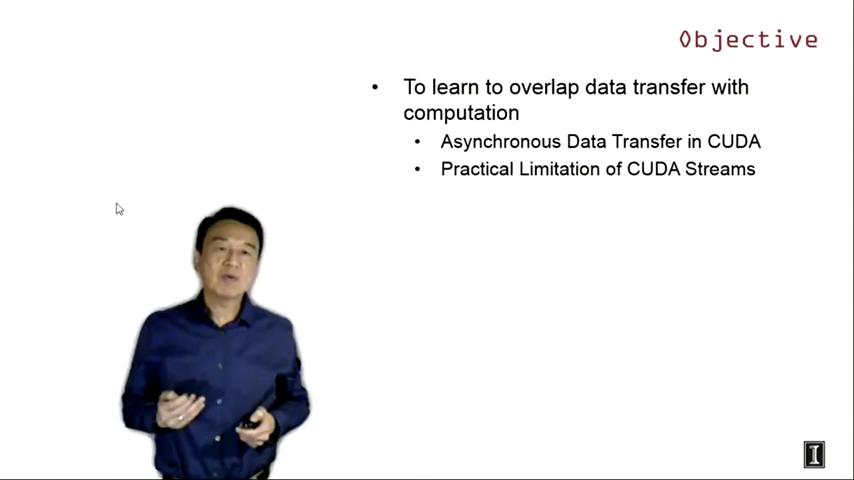 Objective
• To learn to overlap data transfer with
computation
• Asynchronous Data Transfer in CUDA
• Practical Limitation of CUDA Streams
I